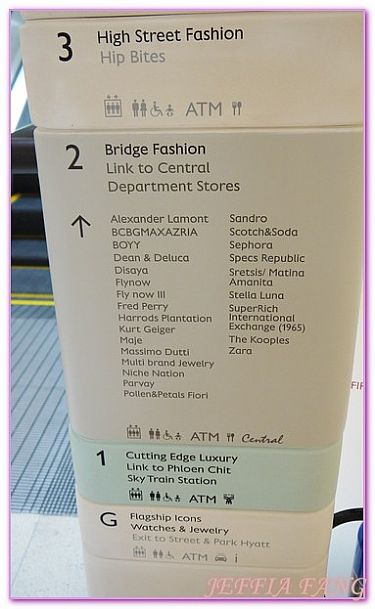 3
High Street Fashion
Hip Bites
ATM
2
Bridge Fashion
Link to Central
Department Stores
Alexander Lamont
BCBGMAXAZRIA
BOYY
Dean & Deluca
Disaya
Flynow
Fly now III
Fred Perry
Harrods Plantation
Kurt Geiger
Maje
Massimo Dutti
Multi brand Jewelry
Niche Nation
Parvay
Pollen&Petals Fiori
Sandro
Scotch&Soda
Sephora
Specs Republic
Sretsis/ Matina
Amanita
Stella Luna
SuperRich
International
Exchange (1965)
The Kooples
Zara
ATM
Central
1
Cutting Edge Luxury
Link to Phloen Chit
Sky Train Station
ATM
G
Flagship Icons
Watches & Jewelry
Exit to Street & Park Hyatt
ATM
i
JEFFIA FANG